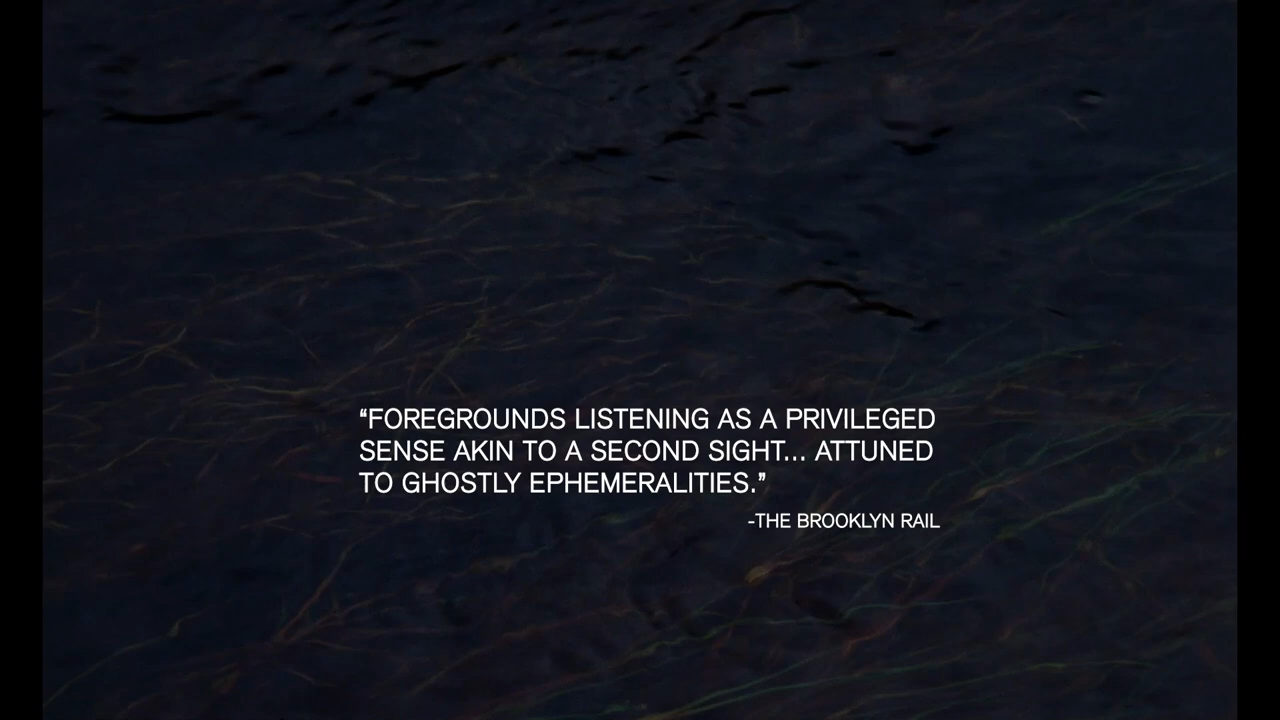 “FOREGROUNDS LISTENING AS A PRIVILEGED
SENSE AKIN TO A SECOND SIGHT... ATTUNED
TO GHOSTLY EPHEMERALITIES.”
-THE BROOKLYN RAIL